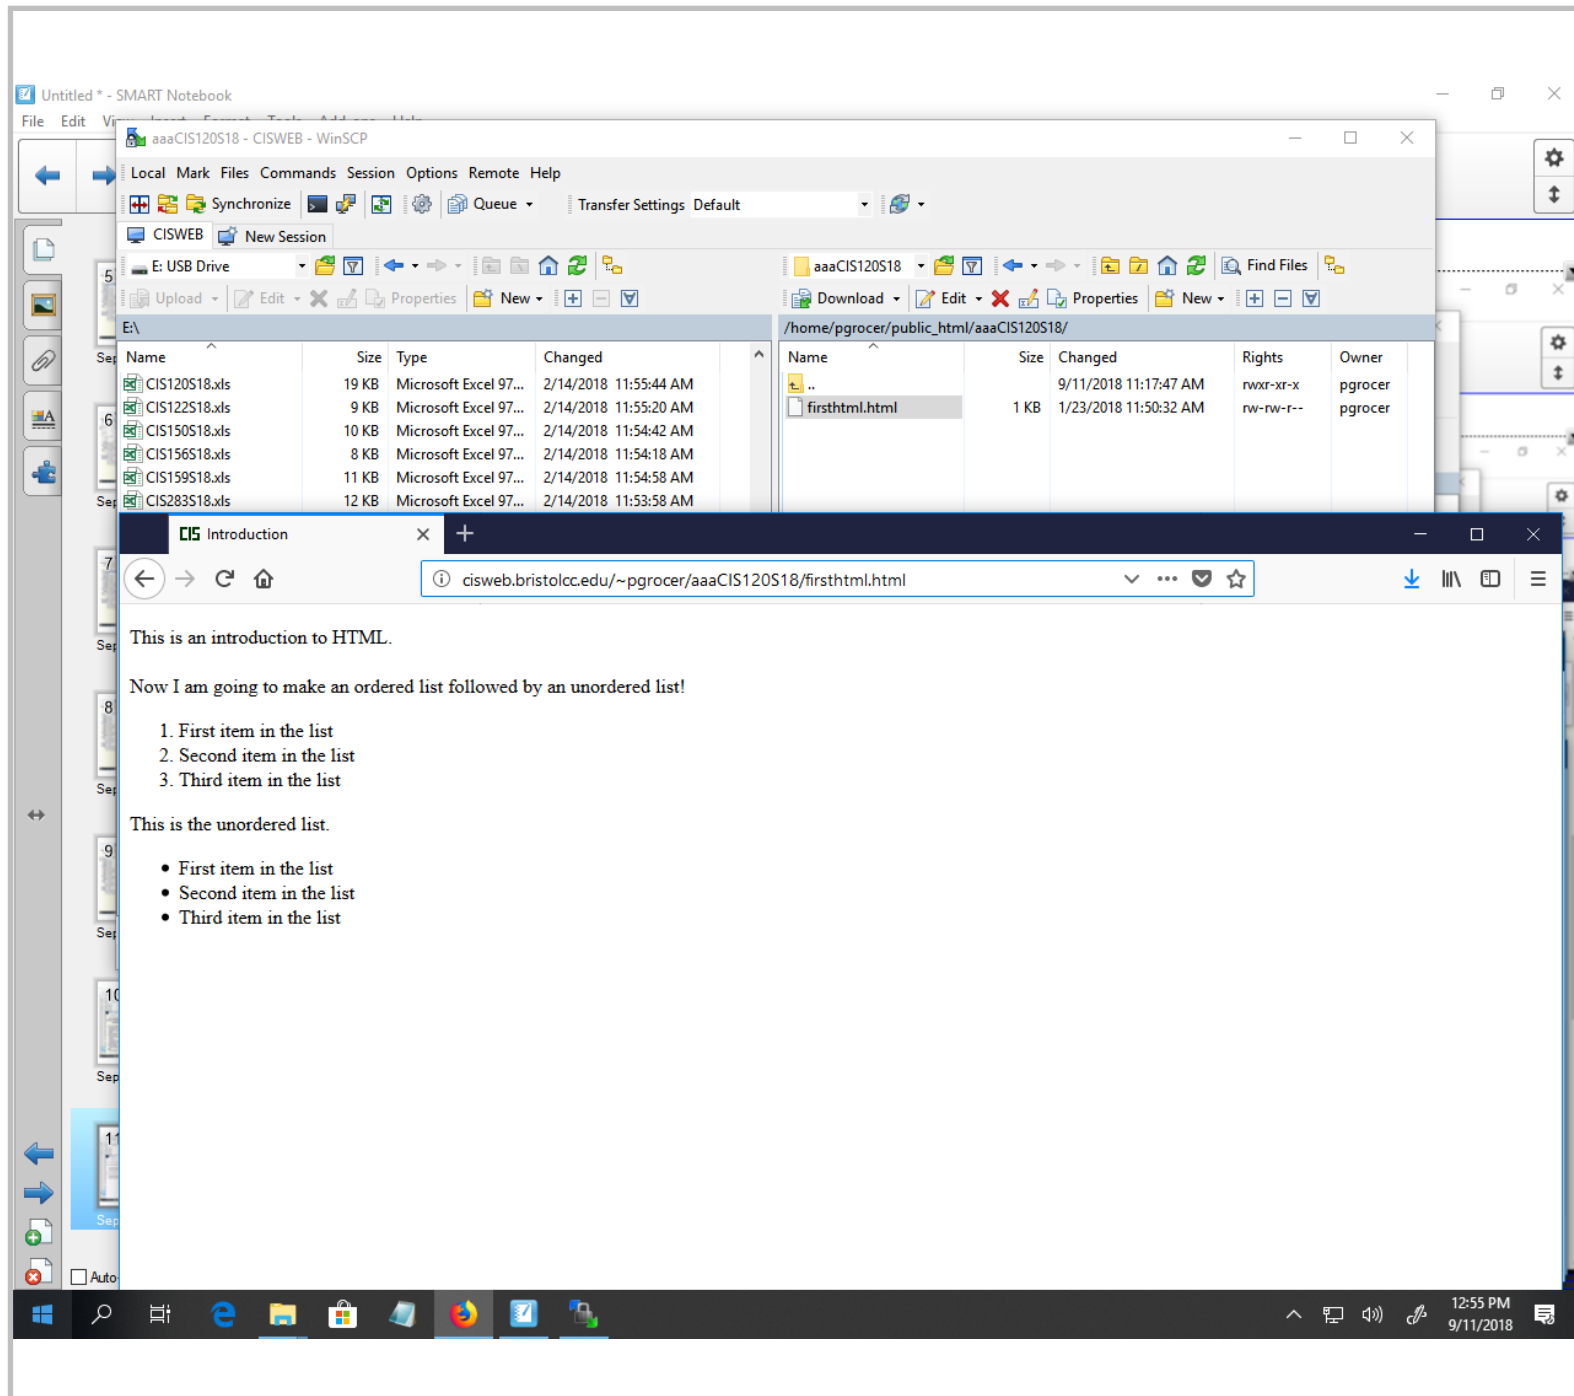 Untitled * - SMART Notebook
File Edit
aaaCIS120S18 - CISWEB - WinSCP
Local Mark Files Commands Session Options Remote Help
Synchronize Queue Transfer Settings Default
CISWEB New Session
E: USB Drive
aaaCIS120S18 Find Files
Upload Edit Properties New
Download Edit Properties New
E:\
/home/pgrocer/public_html/aaaCIS120S18/
Name Size Type Changed
Name Size Changed Rights Owner
CIS120S18.xls 19 KB Microsoft Excel 97... 2/14/2018 11:55:44 AM
.. 9/11/2018 11:17:47 AM rwxr-xr-x pgrocer
CIS122S18.xls 9 KB Microsoft Excel 97... 2/14/2018 11:55:20 AM
firsthtml.html 1 KB 1/23/2018 11:50:32 AM rw-rw-r-- pgrocer
CIS150S18.xls 10 KB Microsoft Excel 97... 2/14/2018 11:54:42 AM
CIS156S18.xls 8 KB Microsoft Excel 97... 2/14/2018 11:54:18 AM
CIS159S18.xls 11 KB Microsoft Excel 97... 2/14/2018 11:54:58 AM
CIS283S18.xls 12 KB Microsoft Excel 97... 2/14/2018 11:53:58 AM
5
6
7
8
9
10
11
CIS Introduction
cisweb.bristolcc.edu/~pgrocer/aaaCIS120S18/firsthtml.html
This is an introduction to HTML.
Now I am going to make an ordered list followed by an unordered list!
1. First item in the list
2. Second item in the list
3. Third item in the list
This is the unordered list.
• First item in the list
• Second item in the list
• Third item in the list
Auto-
12:55 PM
9/11/2018